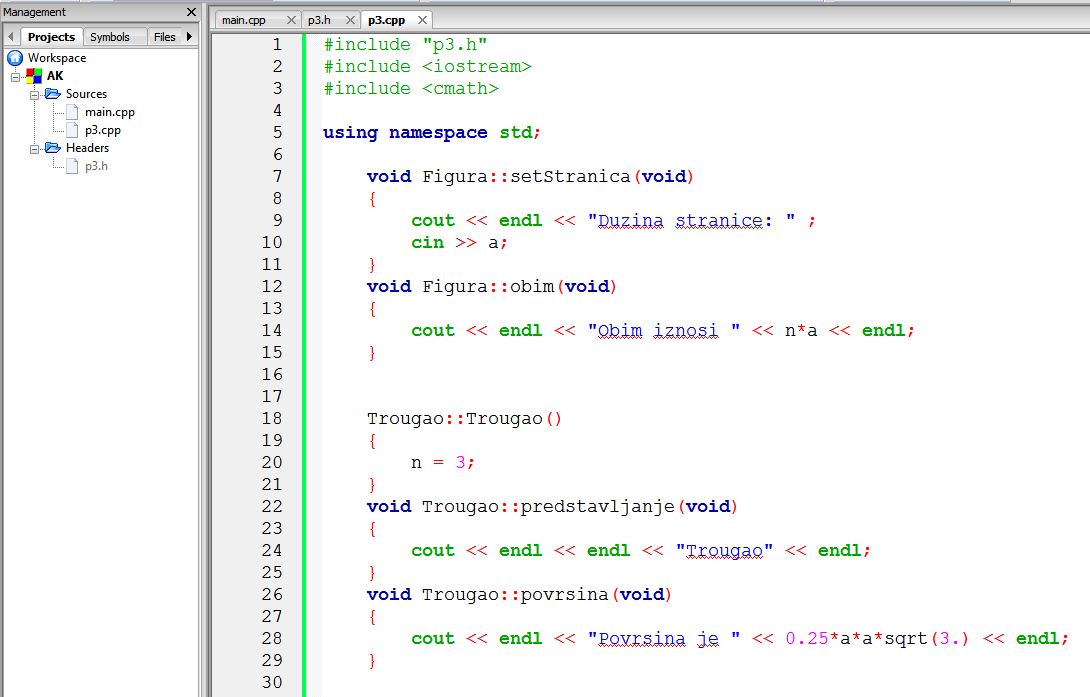 Management
Projects Symbols Files
Workspace
AK
Sources
main.cpp
p3.cpp
Headers
p3.h
main.cpp p3.h p3.cpp
1 #include "p3.h"
2 #include <iostream>
3 #include <cmath>
4
5 using namespace std;
6
7 void Figura::setStranica(void)
8 {
9 cout << endl << "Duzina stranice: " ;
10 cin >> a;
11 }
12 void Figura::obim(void)
13 {
14 cout << endl << "Obim iznosi " << n*a << endl;
15 }
16
17
18 Trougao::Trougao()
19 {
20 n = 3;
21 }
22 void Trougao::predstavljanje(void)
23 {
24 cout << endl << endl << "Trougao" << endl;
25 }
26 void Trougao::povrsina(void)
27 {
28 cout << endl << "Povrsina je " << 0.25*a*a*sqrt(3.) << endl;
29 }
30